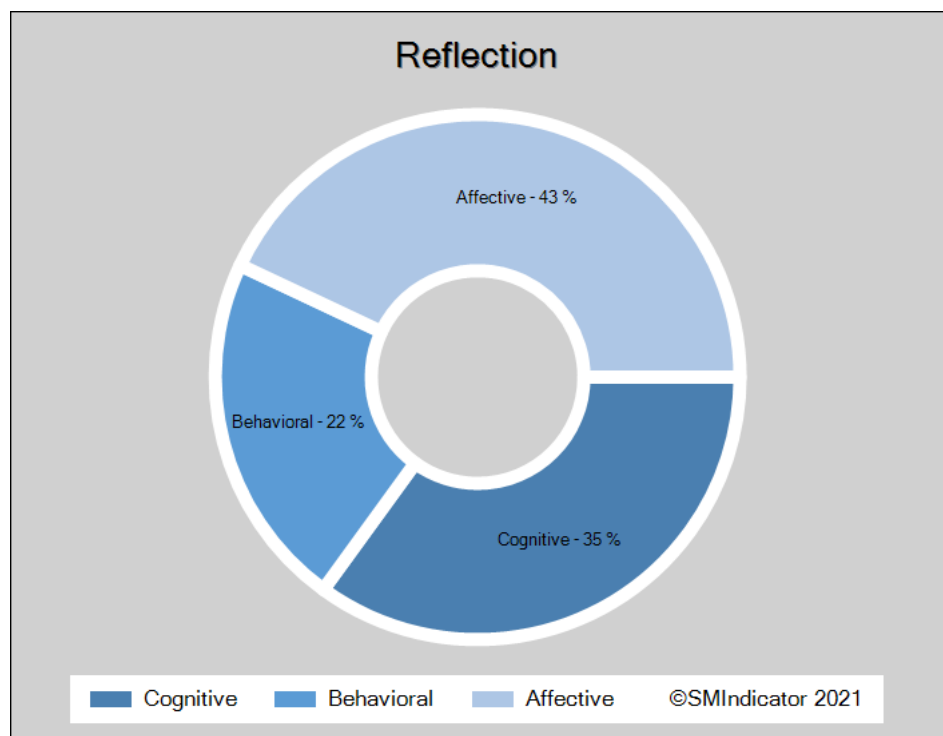 Reflection
Affective - 43 %
Behavioral - 22 %
Cognitive - 35 %
Cognitive Behavioral Affective ©SMIndicator 2021